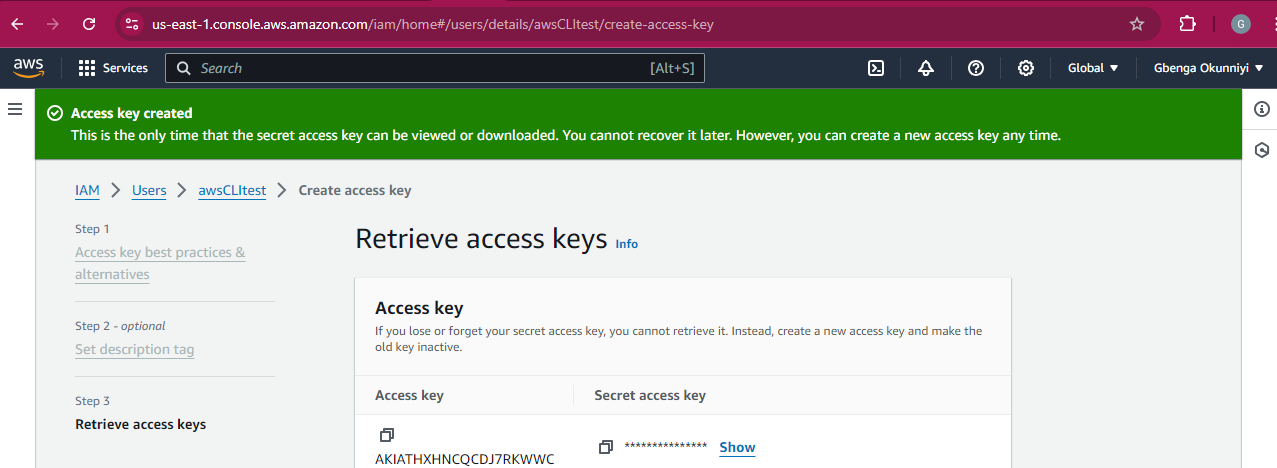 us-east-1.console.aws.amazon.com/iam/home#/users/details/awsCLItest/create-access-key
G
aws
Services
Search
[Alt+S]
Global
Gbenga Okunniyi
Access key created
This is the only time that the secret access key can be viewed or downloaded. You cannot recover it later. However, you can create a new access key any time.
IAM
Users
awsCLItest
Create access key
Step 1
Access key best practices &
alternatives
Step 2 - optional
Set description tag
Step 3
Retrieve access keys
Retrieve access keys Info
Access key
If you lose or forget your secret access key, you cannot retrieve it. Instead, create a new access key and make the
old key inactive.
Access key
Secret access key
AKIATHXHNCQCDJ7RKWWC
*************** Show